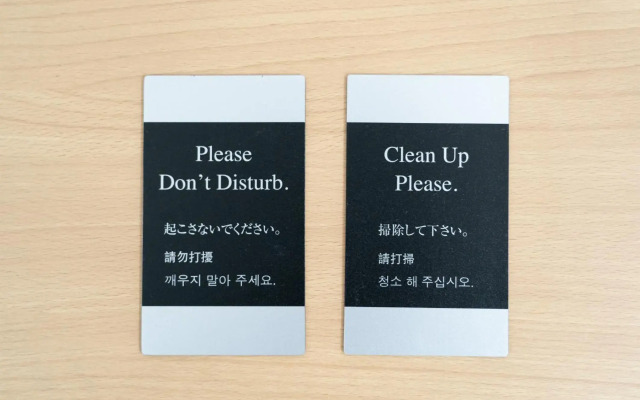 Please
Don't Disturb.
起こさないでください。
請勿打擾
깨우지 말아 주세요.
Clean Up
Please.
掃除して下さい。
請打掃
청소 해 주십시오.